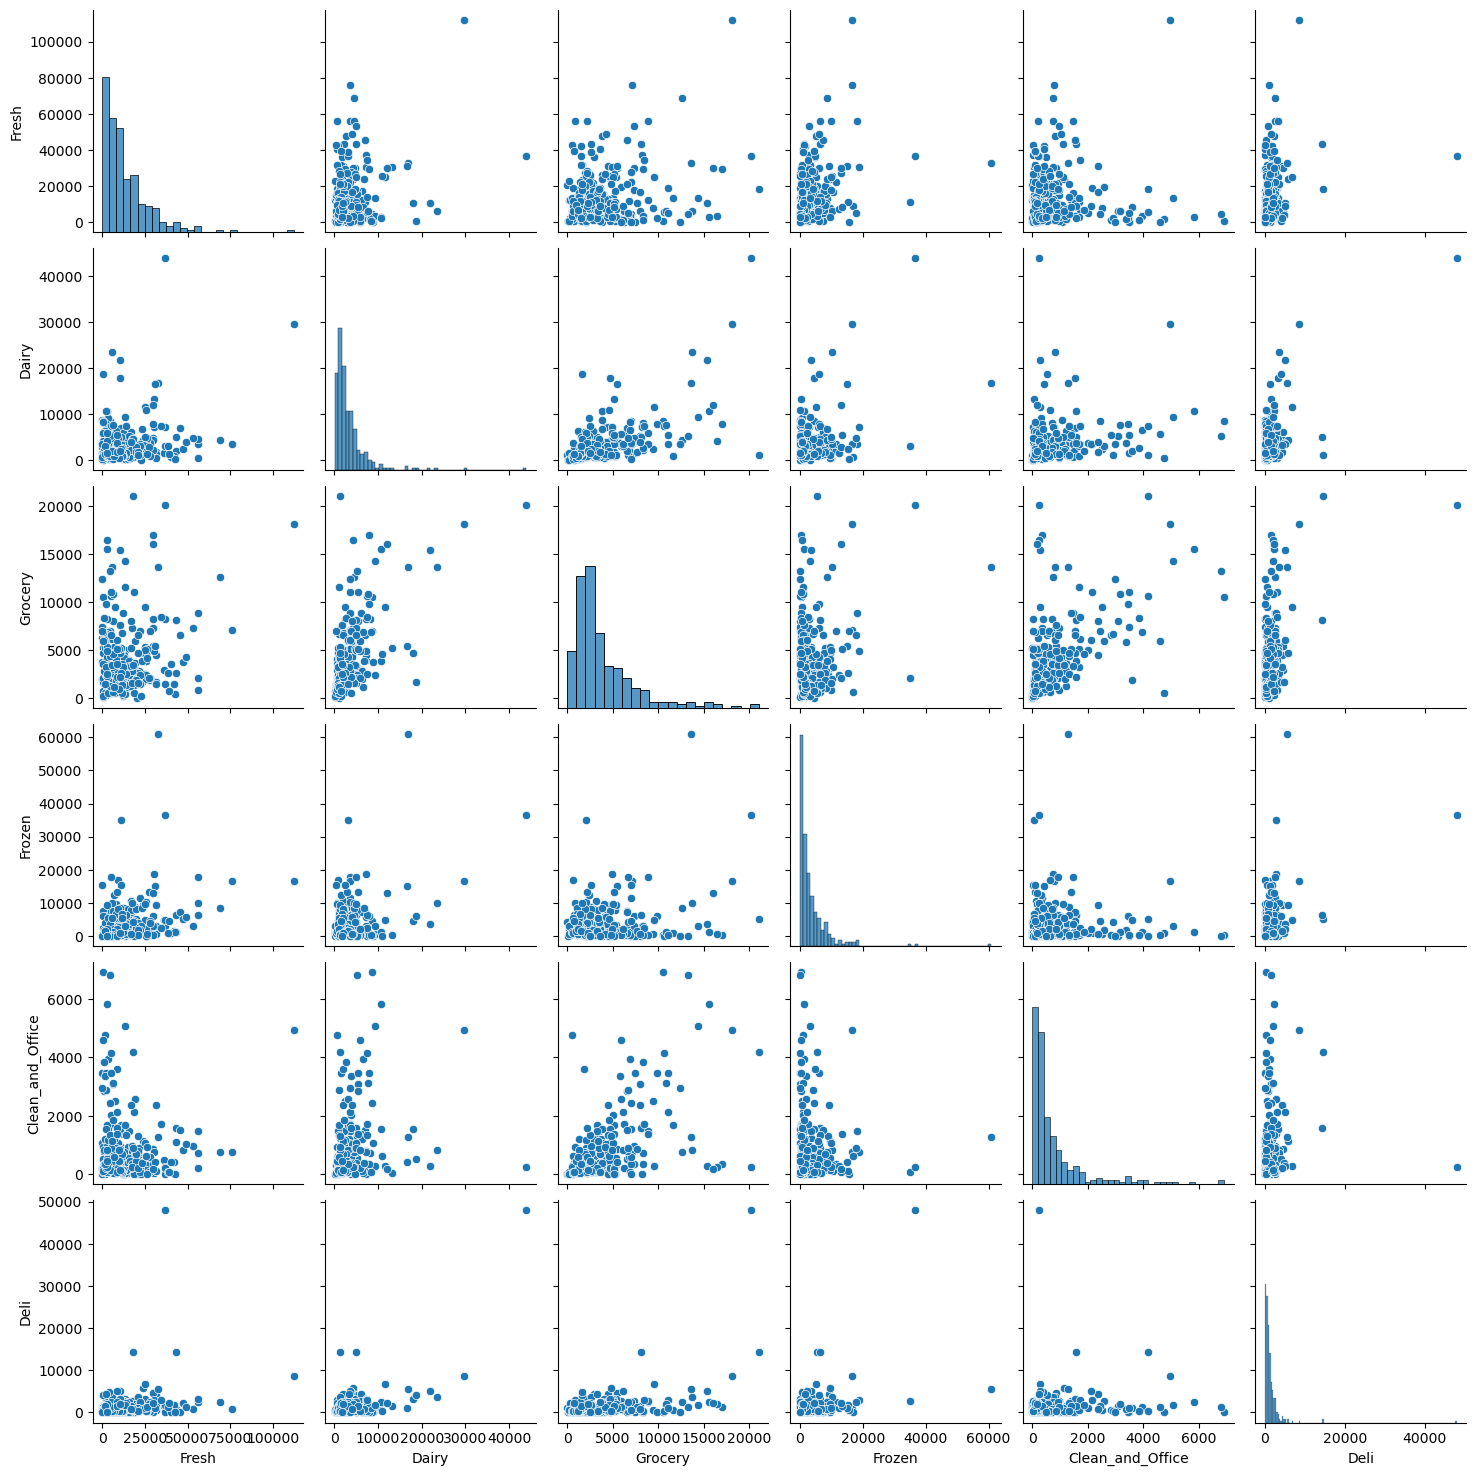 100000
80000
60000
40000
20000
0
Fresh
40000
30000
20000
10000
0
Dairy
20000
15000
10000
5000
0
Grocery
60000
50000
40000
30000
20000
10000
0
Frozen
6000
4000
2000
0
Clean_and_Office
50000
40000
30000
20000
10000
0
Deli
0 25000 50000 75000 100000
Fresh
0 10000 20000 30000 40000
Dairy
0 5000 10000 15000 20000
Grocery
0 20000 40000 60000
Frozen
0 2000 4000 6000
Clean_and_Office
0 20000 40000
Deli